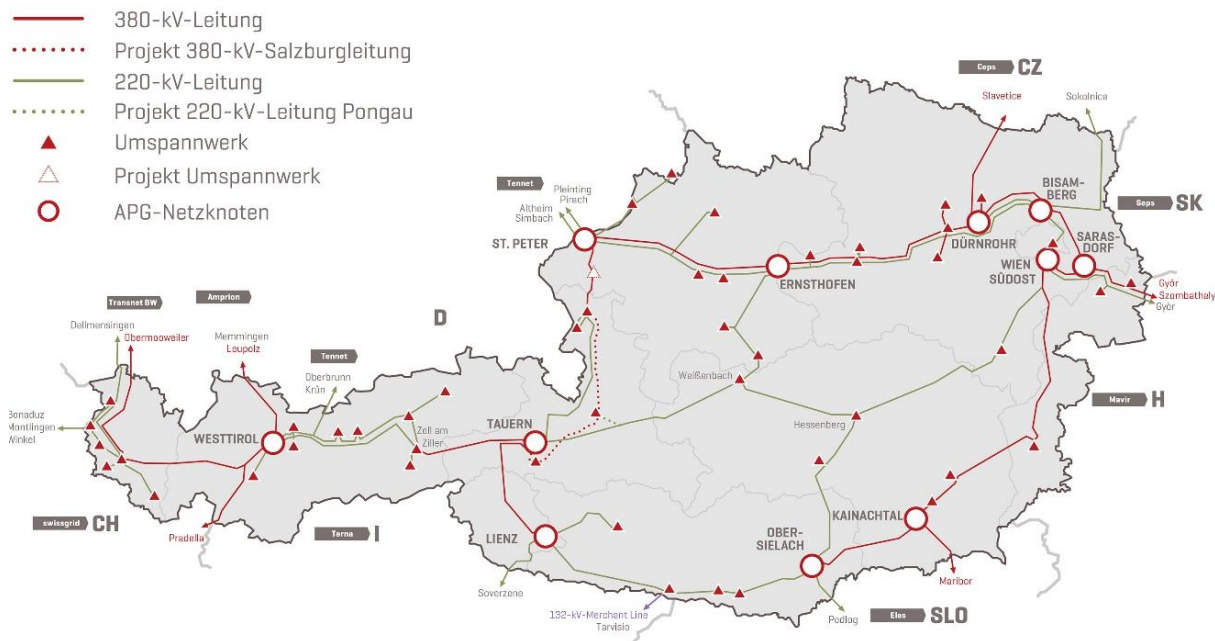 380-kV-Leitung
Projekt 380-kV-Salzburgleitung
220-kV-Leitung
Projekt 220-kV-Leitung Pongau
Umspannwerk
Projekt Umspannwerk
APG-Netzknoten
Ceps CZ
Slavetice
Sokolnice
Tennet
Pleinting
Pirach
Altheim
Simbach
ST. PETER
BISAM-
BERG
Seps SK
DÜRNROHR
SARAS-
DORF
WIEN
SÜDOST
ERNSTHOFEN
Györ
Szombathely
Györ
Transnet BW
Amprion
D
Dellmensingen
Obermooweiler
Memmingen
Leupolz
Tennet
Oberbrunn
Krün
Weißenbach
Mavir H
Bonaduz
Montlingen
Winkel
WESTTIROL
Zell am
Ziller
TAUERN
Hessenberg
swissgrid CH
Pradella
Terna I
LIENZ
OBER-
SIELACH
KAINACHTAL
Soverzene
132-kV-Merchant Line
Tarvisio
Podlog
Maribor
Eles SLO